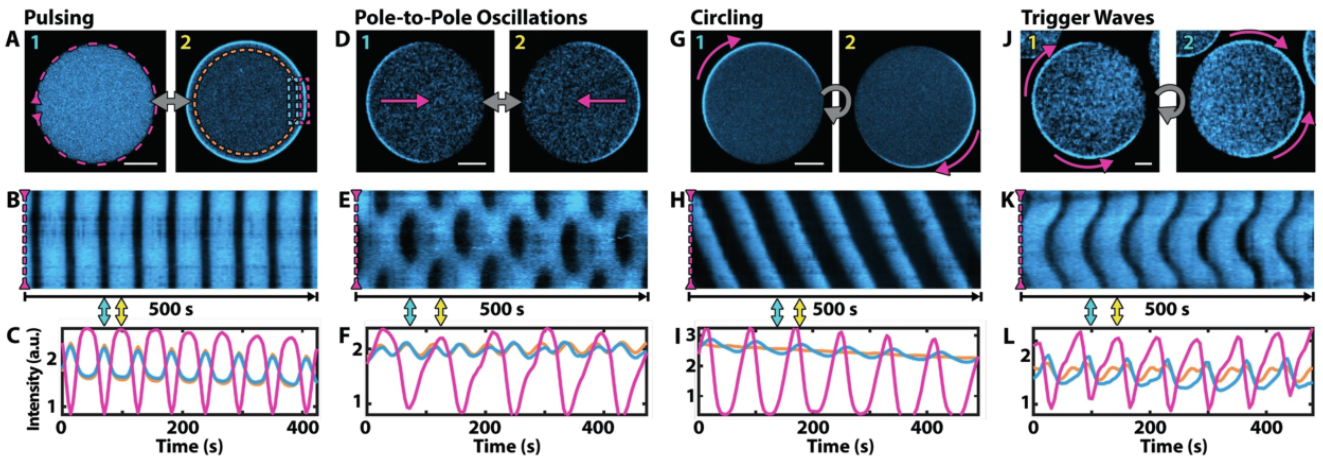 Pulsing Pole-to-Pole Oscillations Circling Trigger Waves
A 1 2 D 1 2 G 1 2 J 1 2
B E H K
500 s 500 s 500 s 500 s
C F I L
Intensity (a.u.)
2
1
2
1
3
2
1
2
1
0 200 400 0 200 400 0 200 400 0 200 400
Time (s) Time (s) Time (s) Time (s)